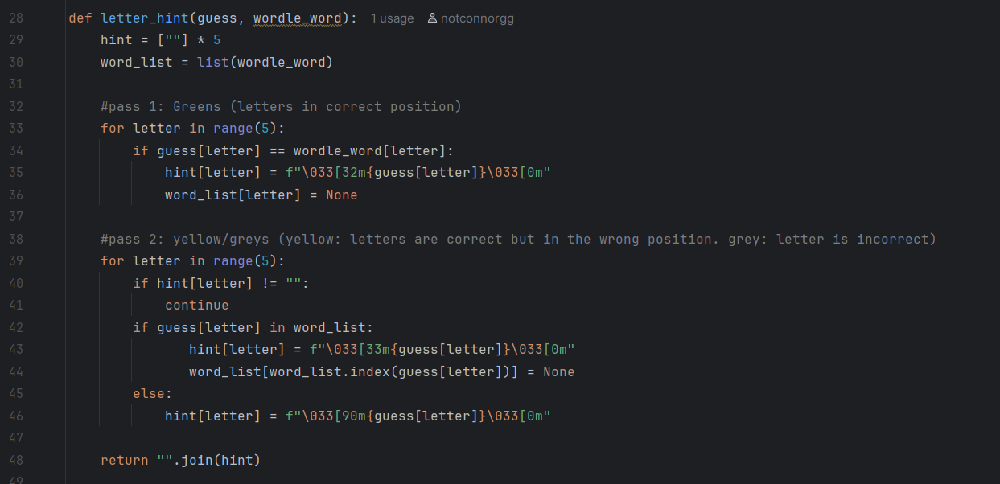 28 def letter_hint(guess, wordle_word): 1 usage notconnorgg
29     hint = [""] * 5
30     word_list = list(wordle_word)
31
32     #pass 1: Greens (letters in correct position)
33     for letter in range(5):
34         if guess[letter] == wordle_word[letter]:
35             hint[letter] = f"\033[32m{guess[letter]}\033[0m"
36             word_list[letter] = None
37
38     #pass 2: yellow/greys (yellow: letters are correct but in the wrong position. grey: letter is incorrect)
39     for letter in range(5):
40         if hint[letter] != "":
41             continue
42         if guess[letter] in word_list:
43                hint[letter] = f"\033[33m{guess[letter]}\033[0m"
44                word_list[word_list.index(guess[letter])] = None
45         else:
46             hint[letter] = f"\033[90m{guess[letter]}\033[0m"
47
48     return "".join(hint)
49